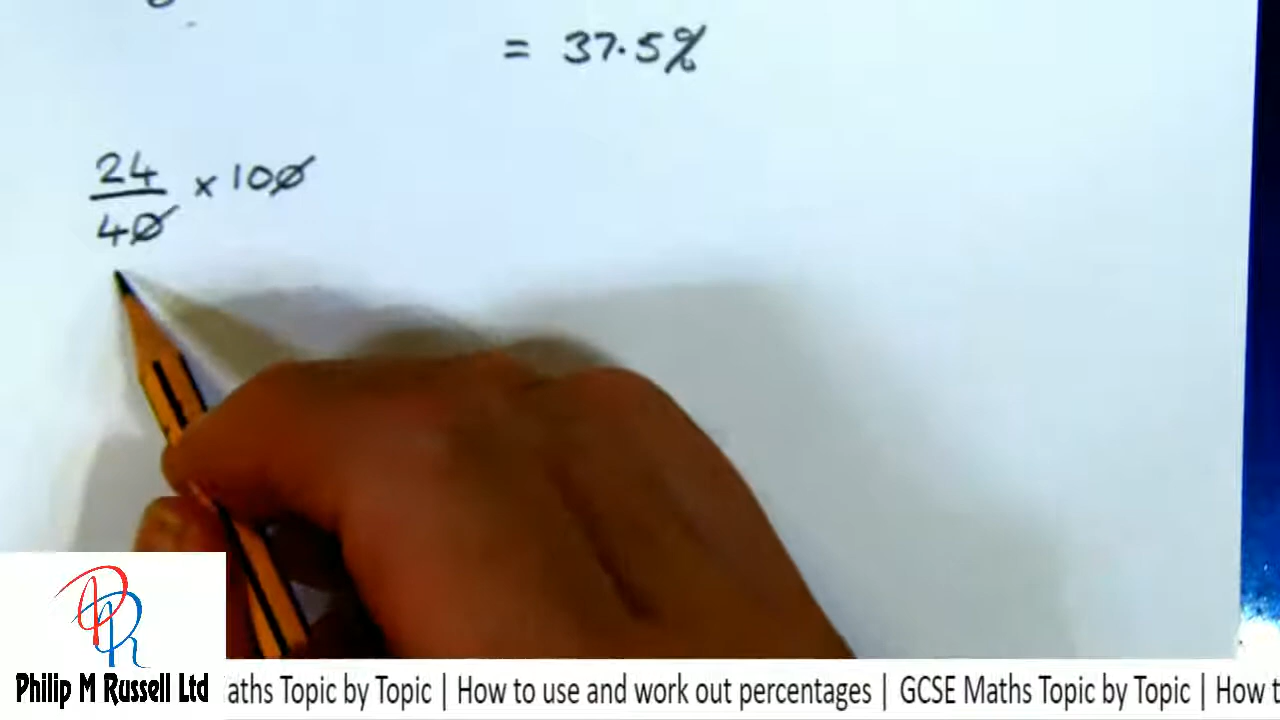 = 37.5%
24
× 100
40
Philip M Russell Ltd
aths Topic by Topic | How to use and work out percentages | GCSE Maths Topic by Topic | How t